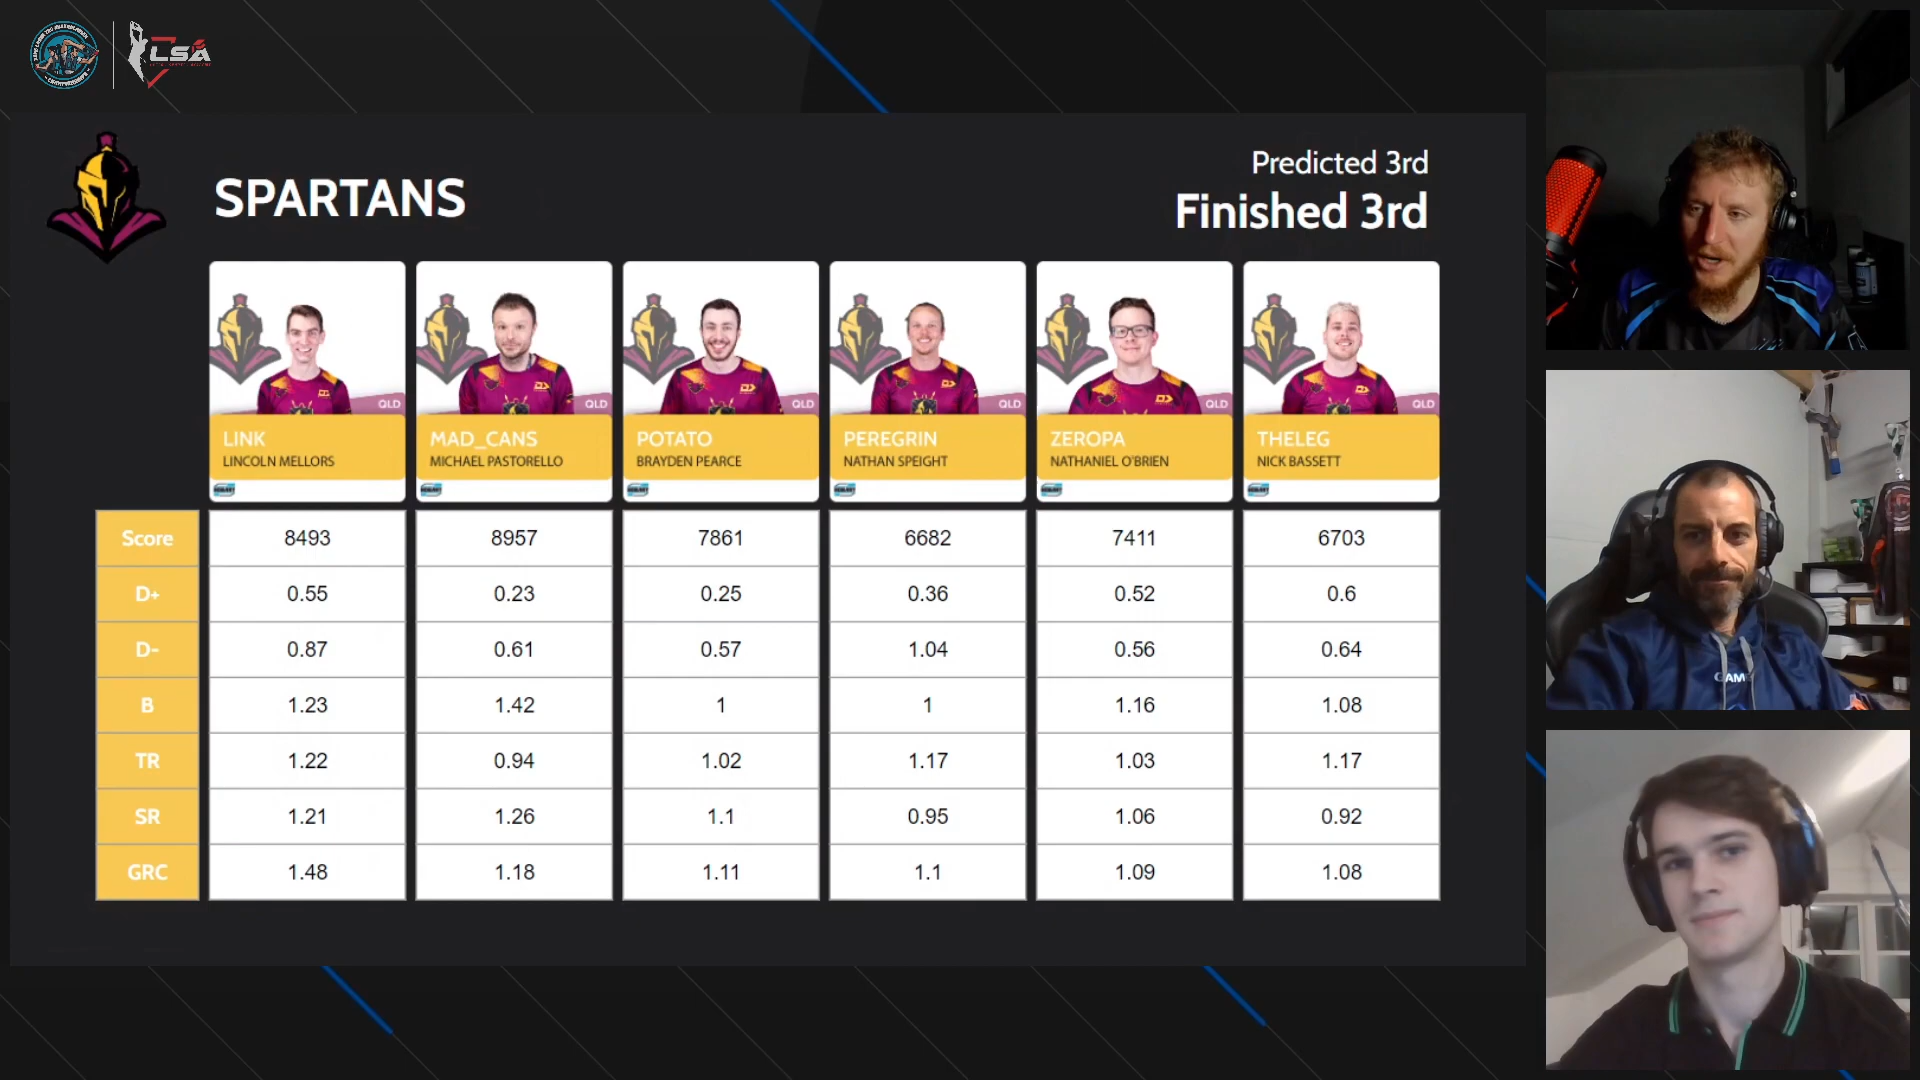 LSA
SPARTANS
Predicted 3rd
Finished 3rd
QLD
QLD
QLD
QLD
QLD
QLD
LINK
LINCOLN MELLORS
MAD_CANS
MICHAEL PASTORELLO
POTATO
BRAYDEN PEARCE
PEREGRIN
NATHAN SPEIGHT
ZEROPA
NATHANIEL O'BRIEN
THELEG
NICK BASSETT
Score 8493 8957 7861 6682 7411 6703
D+ 0.55 0.23 0.25 0.36 0.52 0.6
D- 0.87 0.61 0.57 1.04 0.56 0.64
B 1.23 1.42 1 1 1.16 1.08
TR 1.22 0.94 1.02 1.17 1.03 1.17
SR 1.21 1.26 1.1 0.95 1.06 0.92
GRC 1.48 1.18 1.11 1.1 1.09 1.08